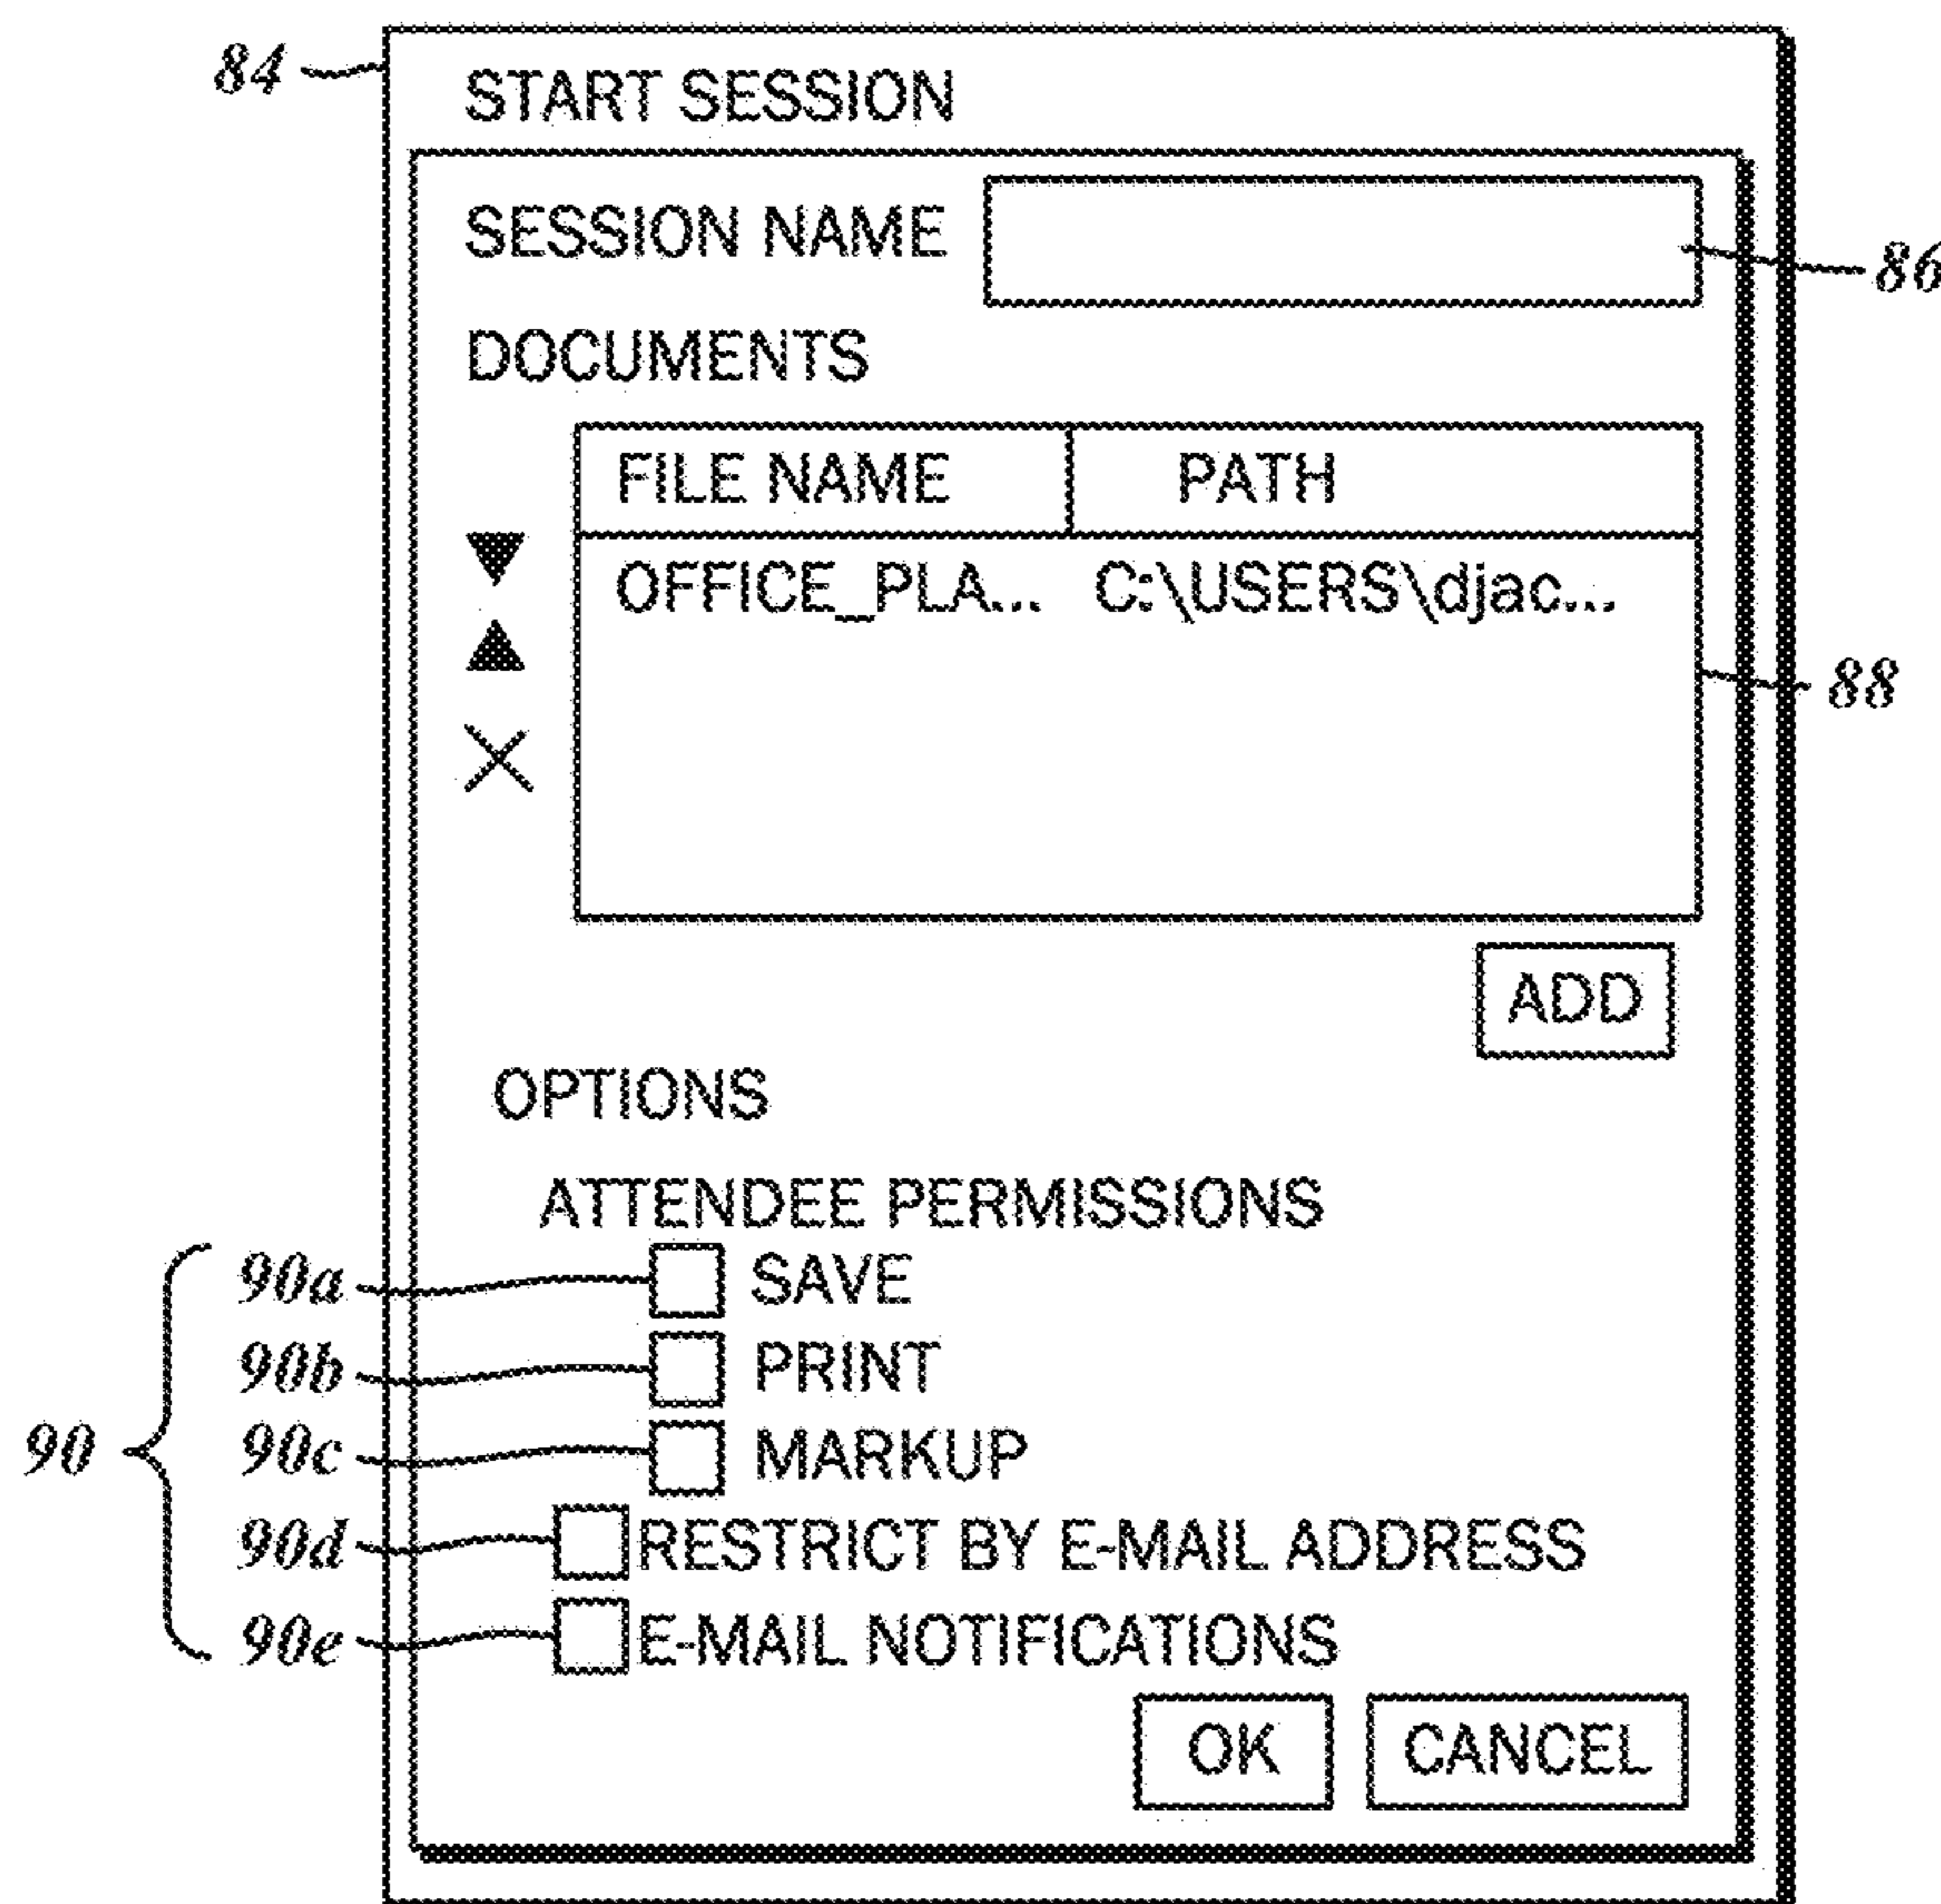 84 START SESSION
SESSION NAME 86
DOCUMENTS
FILE NAME PATH
OFFICE_PLA... C:\USERS\djac...
88
ADD
OPTIONS
ATTENDEE PERMISSIONS
90a SAVE
90b PRINT
90 90c MARKUP
90d RESTRICT BY E-MAIL ADDRESS
90e E-MAIL NOTIFICATIONS
OK CANCEL